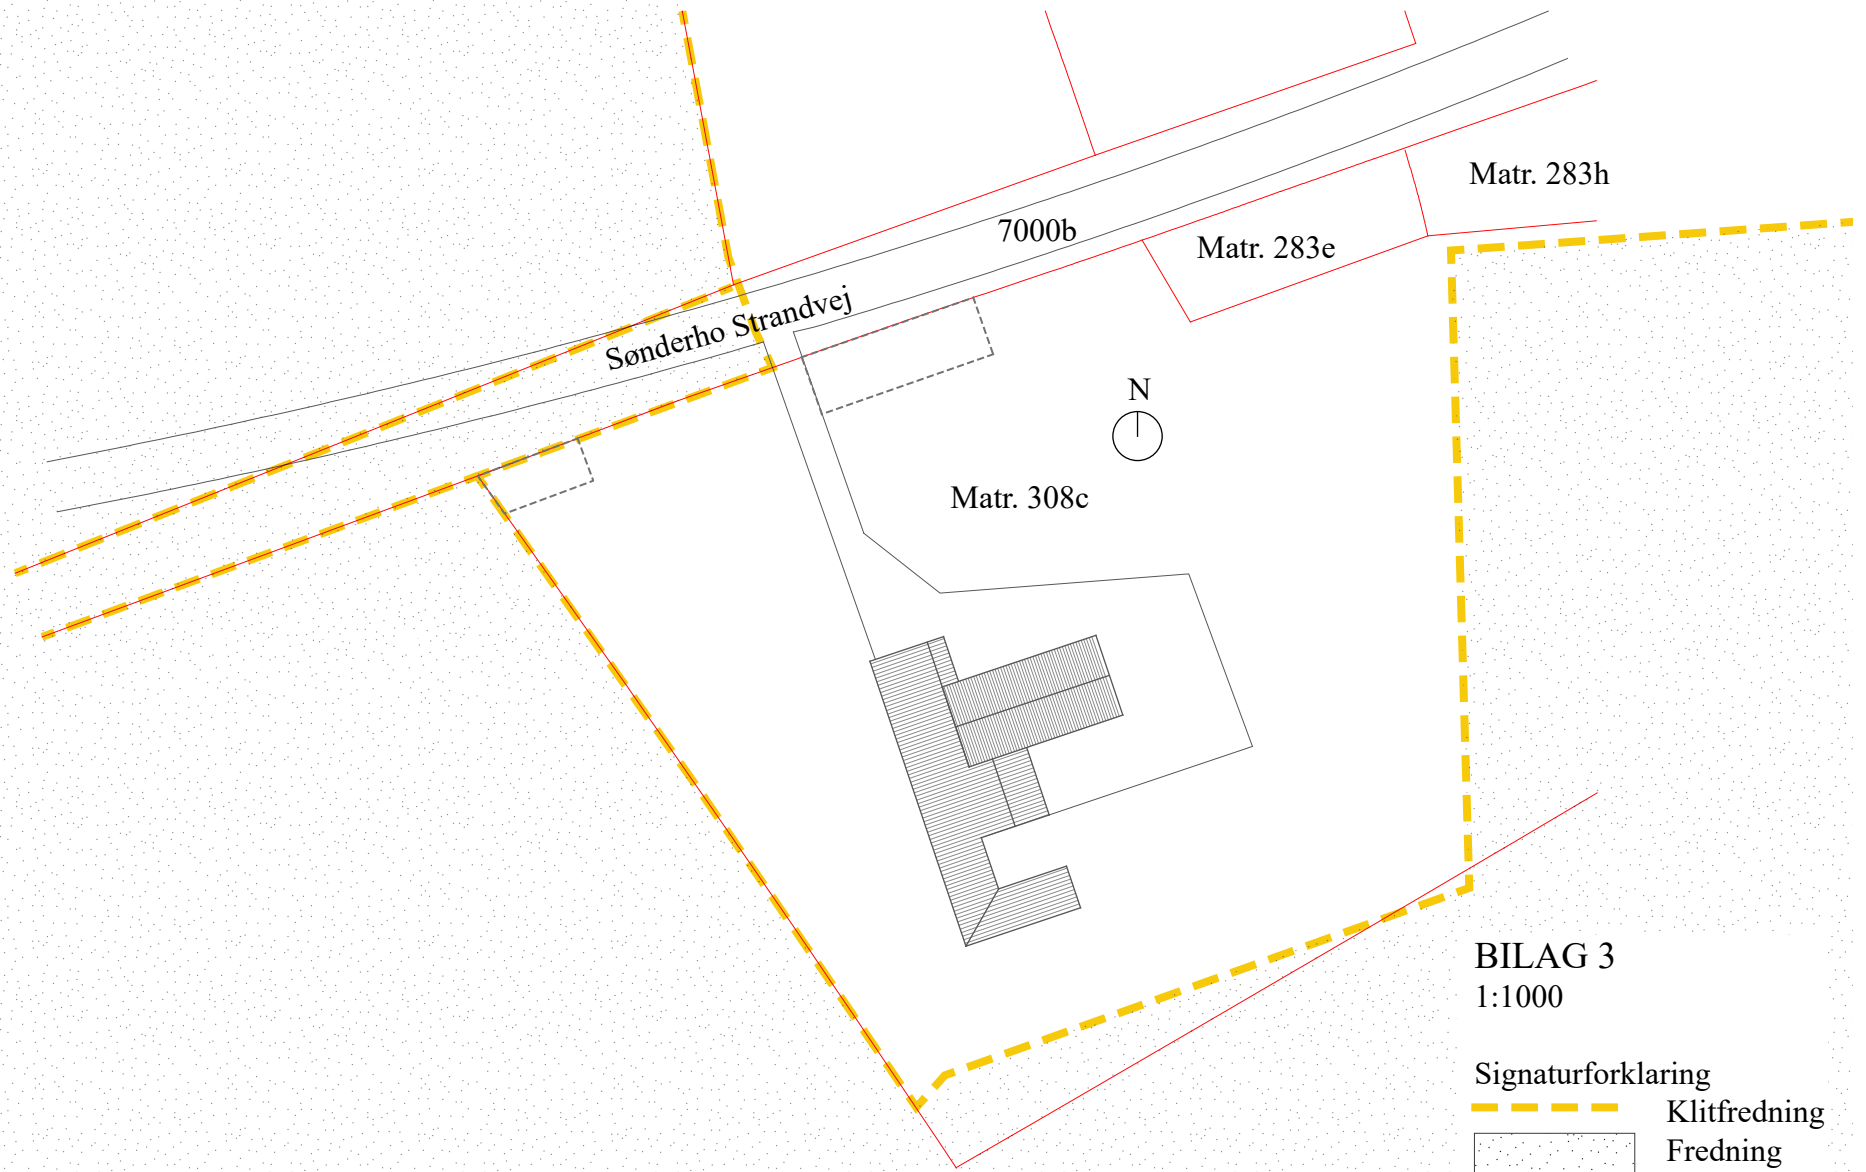 Matr. 283h
7000b
Matr. 283e
Sønderho Strandvej
N
Matr. 308c
BILAG 3
1:1000
Signaturforklaring
Klitfredning
Fredning